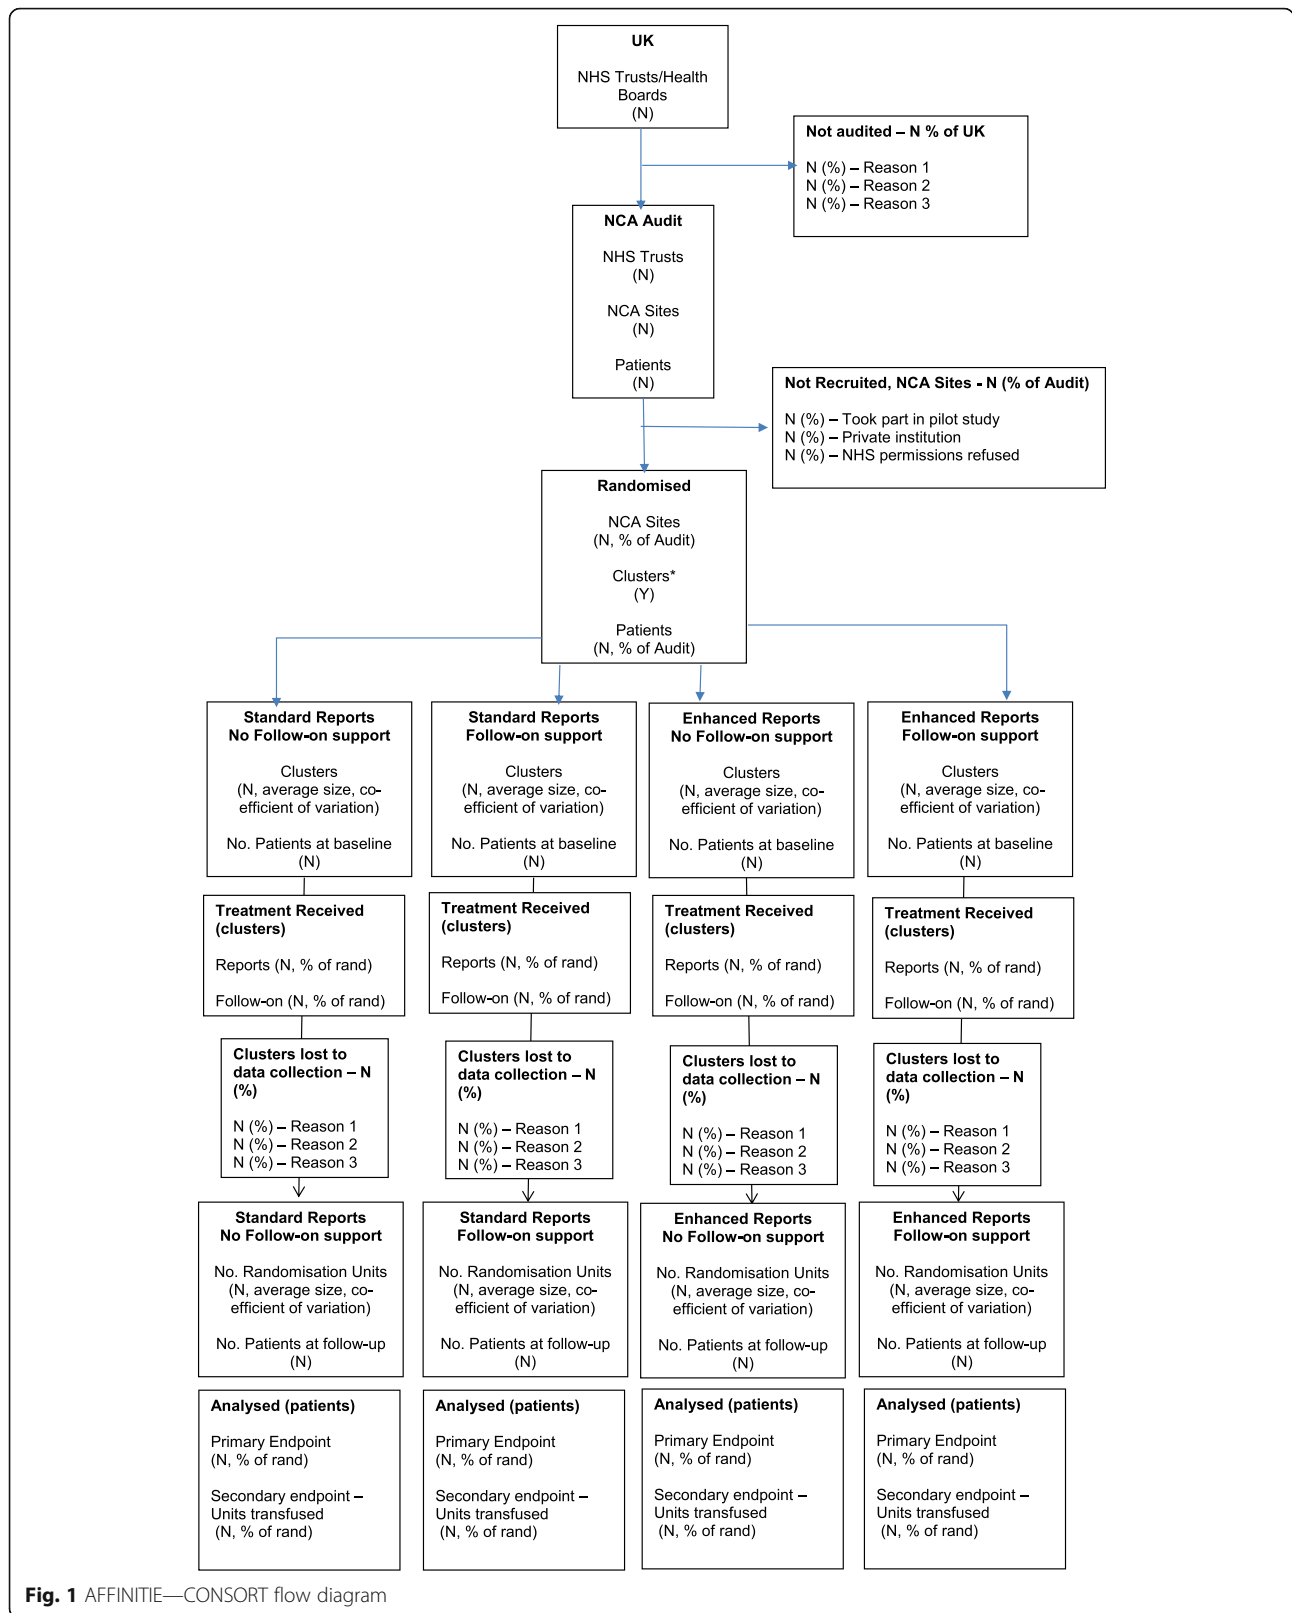 UK
NHS Trusts/Health
Boards
(N)
Not audited – N % of UK
N (%) – Reason 1
N (%) – Reason 2
N (%) – Reason 3
NCA Audit
NHS Trusts
(N)
NCA Sites
(N)
Patients
(N)
Not Recruited, NCA Sites - N (% of Audit)
N (%) – Took part in pilot study
N (%) – Private institution
N (%) – NHS permissions refused
Randomised
NCA Sites
(N, % of Audit)
Clusters*
(Y)
Patients
(N, % of Audit)
Standard Reports
No Follow-on support
Clusters
(N, average size, co-
efficient of variation)
No. Patients at baseline
(N)
Standard Reports
Follow-on support
Clusters
(N, average size, co-
efficient of variation)
No. Patients at baseline
(N)
Enhanced Reports
No Follow-on support
Clusters
(N, average size, co-
efficient of variation)
No. Patients at baseline
(N)
Enhanced Reports
Follow-on support
Clusters
(N, average size, co-
efficient of variation)
No. Patients at baseline
(N)
Treatment Received
(clusters)
Reports (N, % of rand)
Follow-on (N, % of rand)
Treatment Received
(clusters)
Reports (N, % of rand)
Follow-on (N, % of rand)
Treatment Received
(clusters)
Reports (N, % of rand)
Follow-on (N, % of rand)
Treatment Received
(clusters)
Reports (N, % of rand)
Follow-on (N, % of rand)
Clusters lost to
data collection – N
(%)
N (%) – Reason 1
N (%) – Reason 2
N (%) – Reason 3
Clusters lost to
data collection – N
(%)
N (%) – Reason 1
N (%) – Reason 2
N (%) – Reason 3
Clusters lost to
data collection – N
(%)
N (%) – Reason 1
N (%) – Reason 2
N (%) – Reason 3
Clusters lost to
data collection – N
(%)
N (%) – Reason 1
N (%) – Reason 2
N (%) – Reason 3
Standard Reports
No Follow-on support
No. Randomisation Units
(N, average size, co-
efficient of variation)
No. Patients at follow-up
(N)
Standard Reports
Follow-on support
No. Randomisation Units
(N, average size, co-
efficient of variation)
No. Patients at follow-up
(N)
Enhanced Reports
No Follow-on support
No. Randomisation Units
(N, average size, co-
efficient of variation)
No. Patients at follow-up
(N)
Enhanced Reports
Follow-on support
No. Randomisation Units
(N, average size, co-
efficient of variation)
No. Patients at follow-up
(N)
Analysed (patients)
Primary Endpoint
(N, % of rand)
Secondary endpoint –
Units transfused
(N, % of rand)
Analysed (patients)
Primary Endpoint
(N, % of rand)
Secondary endpoint –
Units transfused
(N, % of rand)
Analysed (patients)
Primary Endpoint
(N, % of rand)
Secondary endpoint –
Units transfused
(N, % of rand)
Analysed (patients)
Primary Endpoint
(N, % of rand)
Secondary endpoint –
Units transfused
(N, % of rand)
Fig. 1 AFFINITIE—CONSORT flow diagram